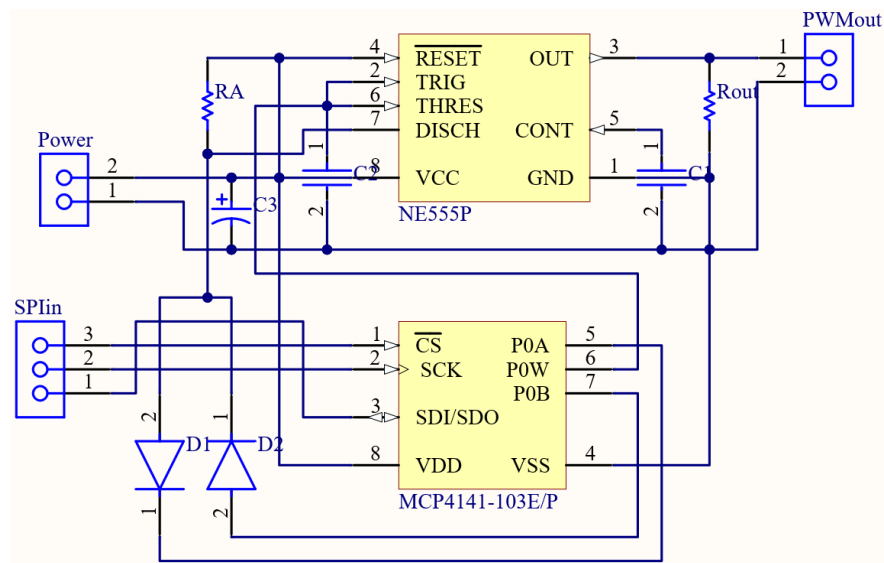 PWMout
1
2
4
RESET
OUT
3
2
TRIG
6
THRES
7
DISCH
CONT
5
8
VCC
GND
1
NE555P
RA
Rout
Power
2
1
1
C2
2
1
C1
2
+
C3
SPIin
3
2
1
1
CS
P0A
5
2
SCK
P0W
6
P0B
7
3
SDI/SDO
8
VDD
VSS
4
MCP4141-103E/P
2
D1
1
1
D2
2